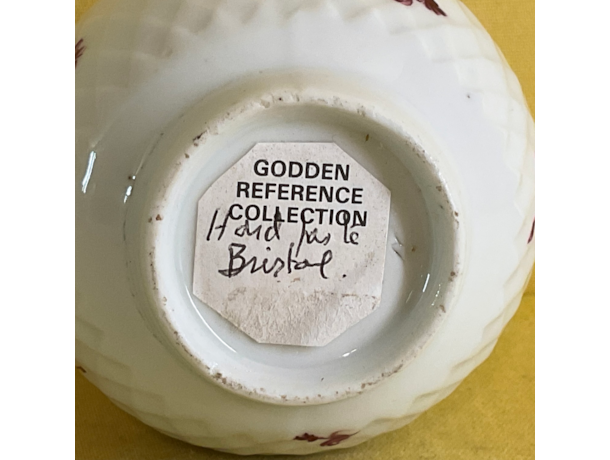 GODDEN
REFERENCE
COLLECTION
Hard paste
Bristol.